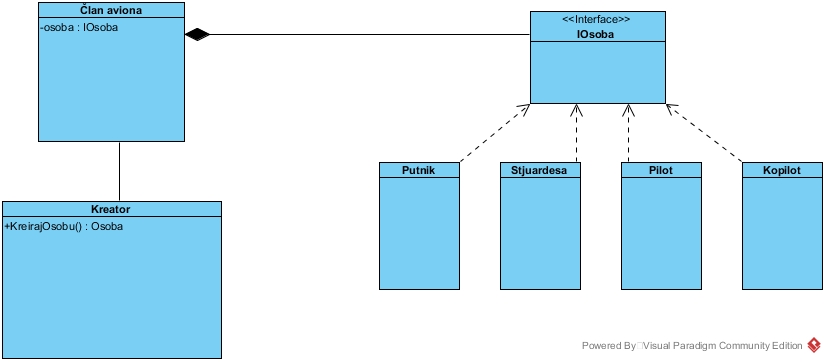 Član aviona
-osoba : IOsoba
<<Interface>>
IOsoba
Putnik
Stjuardesa
Pilot
Kopilot
Kreator
+KreirajOsobu() : Osoba
Powered By Visual Paradigm Community Edition